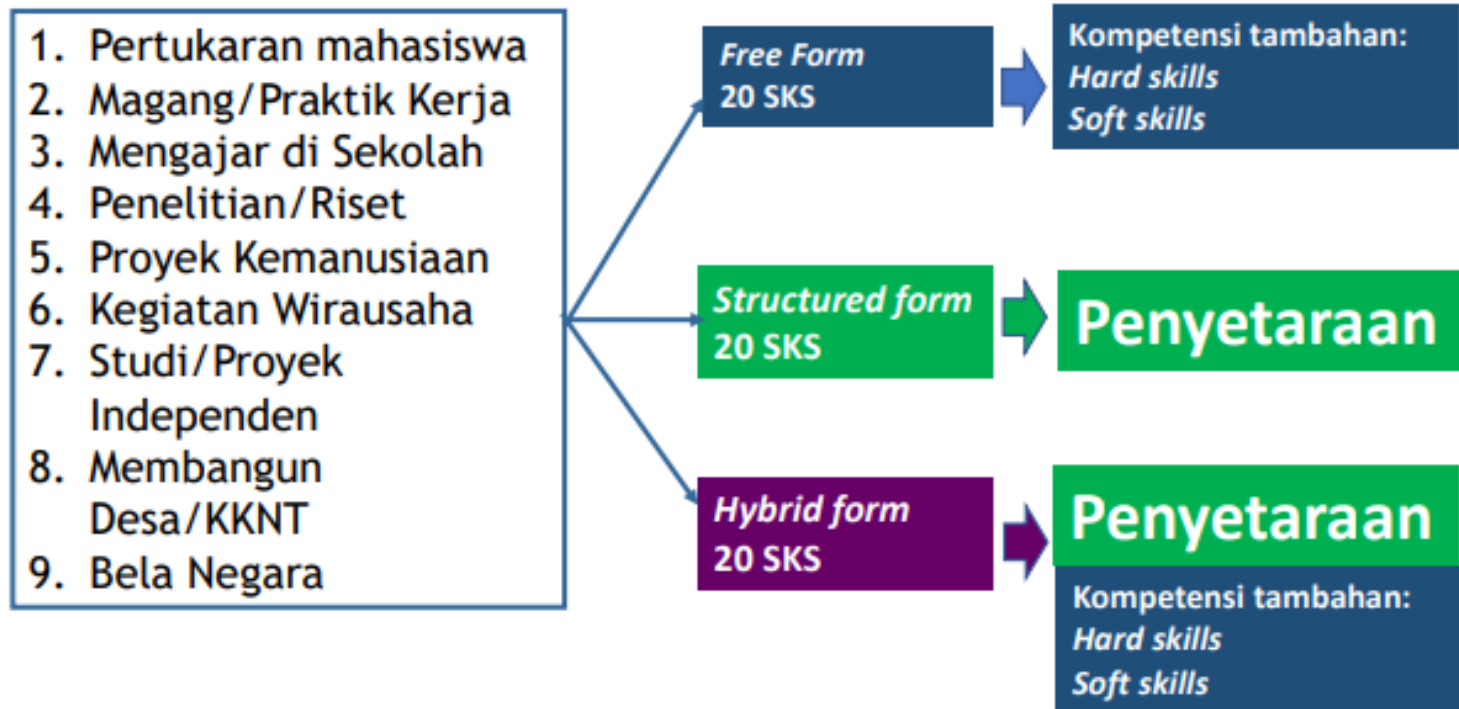 1. Pertukaran mahasiswa
2. Magang/Praktik Kerja
3. Mengajar di Sekolah
4. Penelitian/Riset
5. Proyek Kemanusiaan
6. Kegiatan Wirausaha
7. Studi/Proyek
Independen
8. Membangun
Desa/KKNT
9. Bela Negara
Free Form
20 SKS
Kompetensi tambahan:
Hard skills
Soft skills
Structured form
20 SKS
Penyetaraan
Hybrid form
20 SKS
Penyetaraan
Kompetensi tambahan:
Hard skills
Soft skills